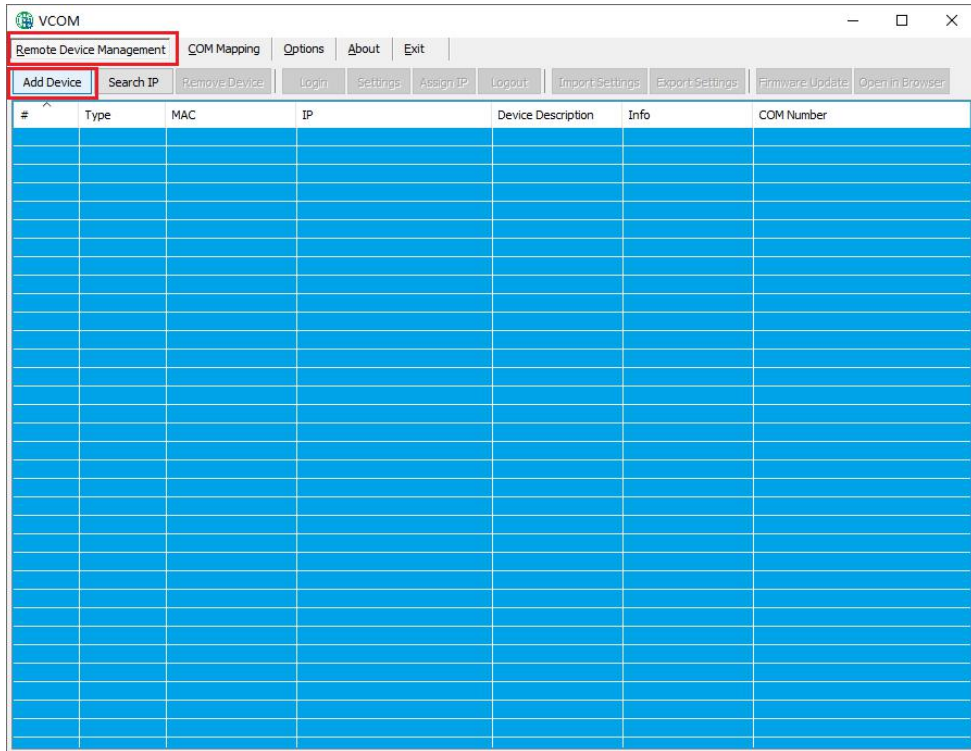 VCOM
Remote Device Management COM Mapping Options About Exit
Add Device Search IP Remove Device Login Settings Assign IP Logout Import Settings Export Settings Firmware Update Open in Browser
# Type MAC IP Device Description Info COM Number